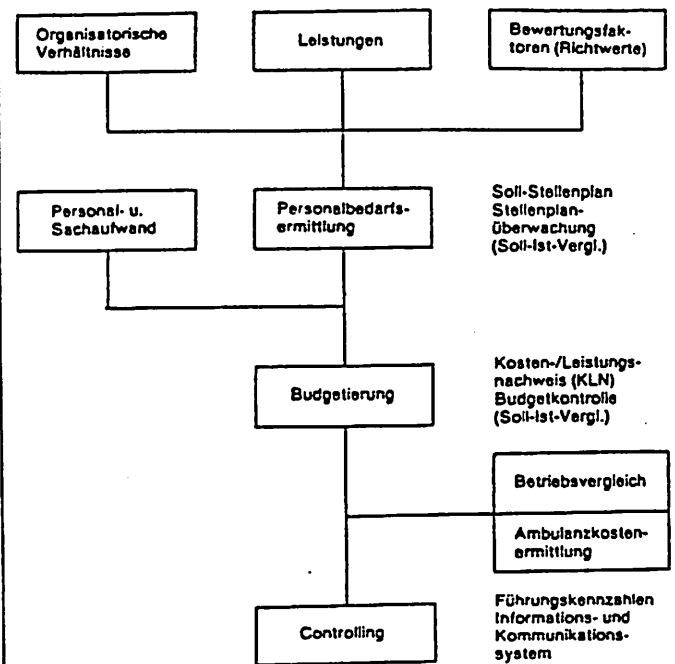 Organisatorische
Verhältnisse
Leistungen
Bewertungsfak-
toren (Richtwerte)
Personal- u.
Sachaufwand
Personalbedarfs-
ermittlung
Soll-Stellenplan
Stellenplan-
überwachung
(Soll-Ist-Vergl.)
Budgetierung
Kosten-/Leistungs-
nachweis (KLN)
Budgetkontrolle
(Soll-Ist-Vergl.)
Betriebsvergleich
Ambulanzkosten-
ermittlung
Controlling
Führungskennzahlen
Informations- und
Kommunikations-
system